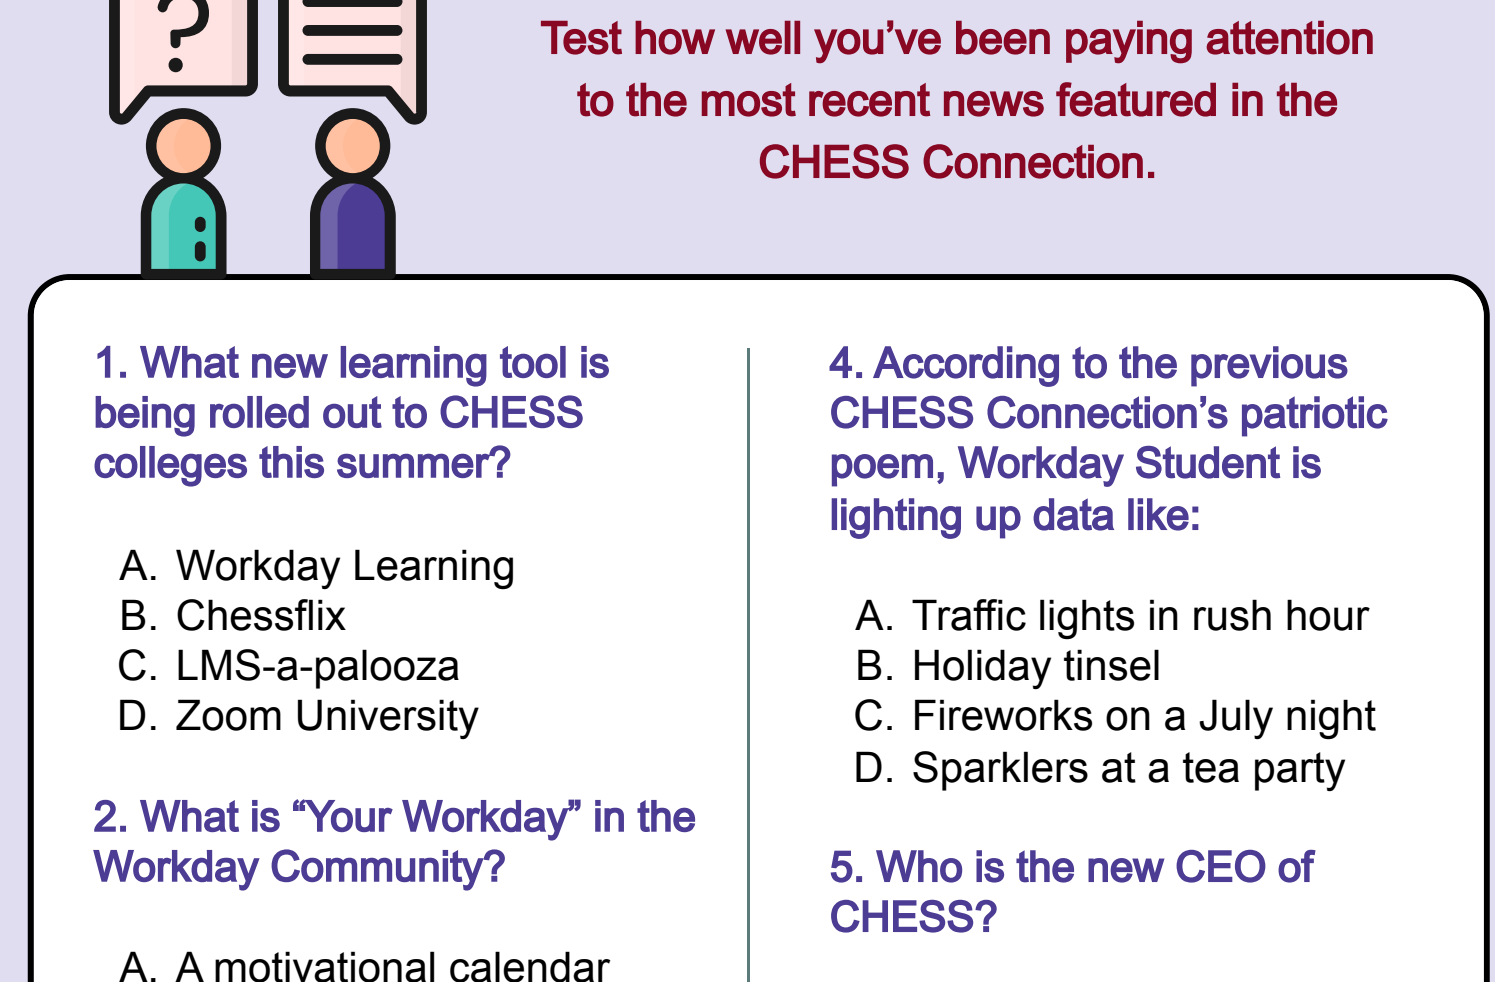 ?
Test how well you’ve been paying attention
to the most recent news featured in the
CHESS Connection.
1. What new learning tool is
being rolled out to CHESS
colleges this summer?
A. Workday Learning
B. Chessflix
C. LMS-a-palooza
D. Zoom University
2. What is “Your Workday” in the
Workday Community?
A. A motivational calendar
4. According to the previous
CHESS Connection’s patriotic
poem, Workday Student is
lighting up data like:
A. Traffic lights in rush hour
B. Holiday tinsel
C. Fireworks on a July night
D. Sparklers at a tea party
5. Who is the new CEO of
CHESS?